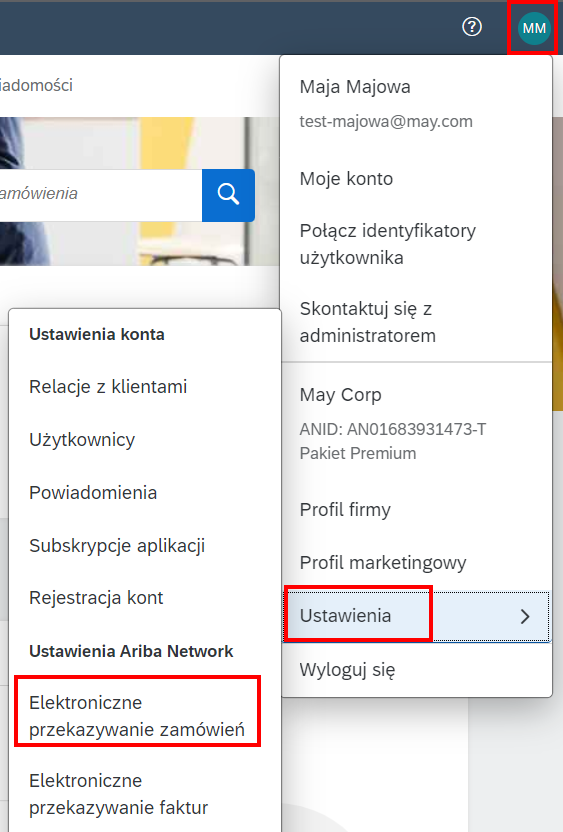 MM
iadomości
Maja Majowa
test-majowa@may.com
Moje konto
amówienia
Połącz identyfikatory
użytkownika
Skontaktuj się z
administratorem
May Corp
ANID: AN01683931473-T
Pakiet Premium
Profil firmy
Profil marketingowy
Ustawienia
Wyloguj się
Ustawienia konta
Relacje z klientami
Użytkownicy
Powiadomienia
Subskrypcje aplikacji
Rejestracja kont
Ustawienia Ariba Network
Elektroniczne
przekazywanie zamówień
Elektroniczne
przekazywanie faktur